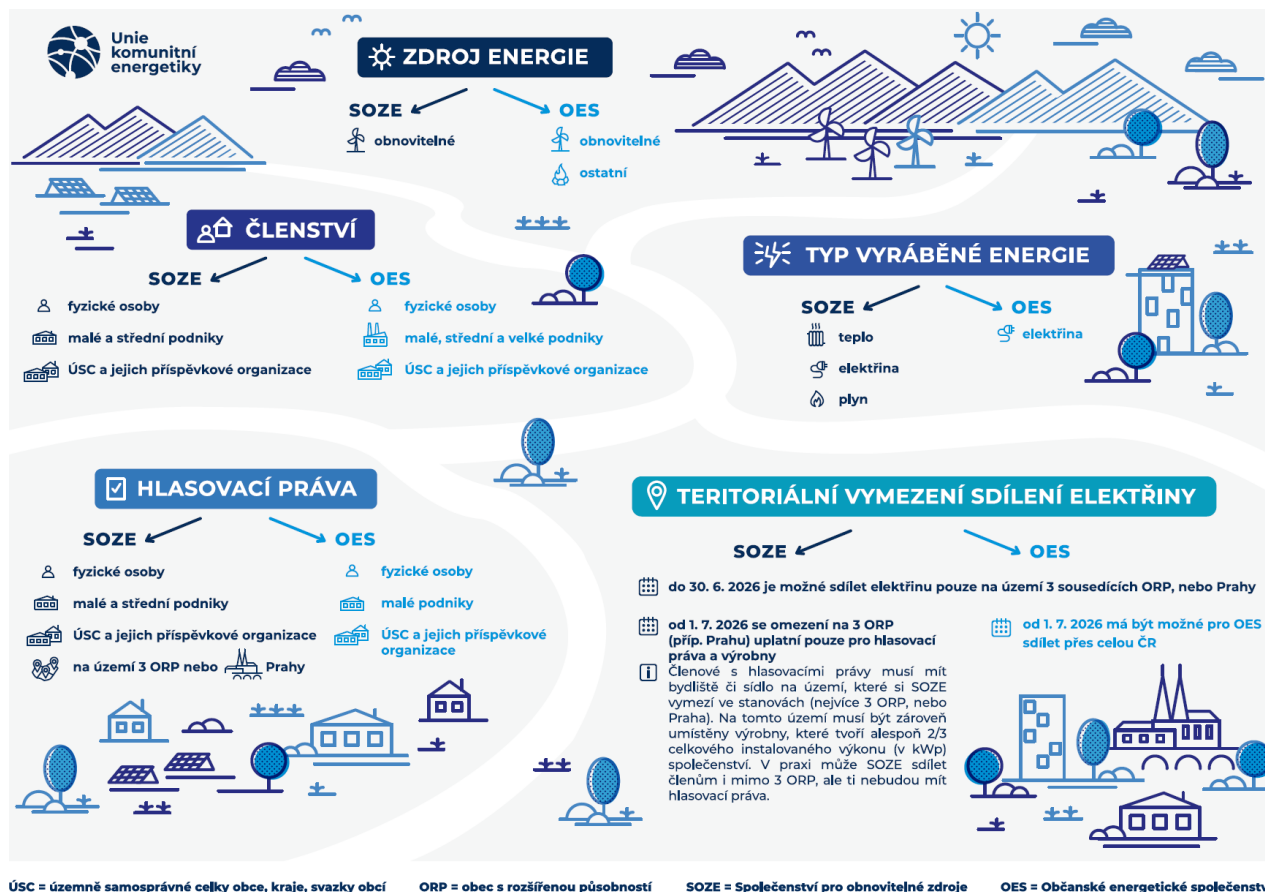 Unie
komunitní
energetiky
ZDROJ ENERGIE
SOZE
obnovitelné
OES
obnovitelné
ostatní
ČLENSTVÍ
SOZE
fyzické osoby
malé a střední podniky
ÚSC a jejich příspěvkové organizace
OES
fyzické osoby
malé, střední a velké podniky
ÚSC a jejich příspěvkové organizace
TYP VYRÁBĚNÉ ENERGIE
SOZE
teplo
elektřina
plyn
OES
elektřina
HLASOVACÍ PRÁVA
SOZE
fyzické osoby
malé a střední podniky
ÚSC a jejich příspěvkové organizace
na území 3 ORP nebo Prahy
OES
fyzické osoby
malé podniky
ÚSC a jejich příspěvkové
organizace
TERITORIÁLNÍ VYMEZENÍ SDÍLENÍ ELEKTŘINY
SOZE
OES
do 30. 6. 2026 je možné sdílet elektřinu pouze na území 3 sousedících ORP, nebo Prahy
od 1. 7. 2026 se omezení na 3 ORP
(příp. Prahu) uplatní pouze pro hlasovací
práva a výrobny
Členové s hlasovacími právy musí mít
bydliště či sídlo na území, které si SOZE
vymezí ve stanovách (nejvíce 3 ORP, nebo
Praha). Na tomto území musí být zároveň
umístěny výrobny, které tvoří alespoň 2/3
celkového instalovaného výkonu (v kWp)
společenství. V praxi může SOZE sdílet
členům i mimo 3 ORP, ale ti nebudou mít
hlasovací práva.
od 1. 7. 2026 má být možné pro OES
sdílet přes celou ČR
ÚSC = územně samosprávné celky obce, kraje, svazky obcí
ORP = obec s rozšířenou působností
SOZE = Společenství pro obnovitelné zdroje
OES = Občanské energetické společenství